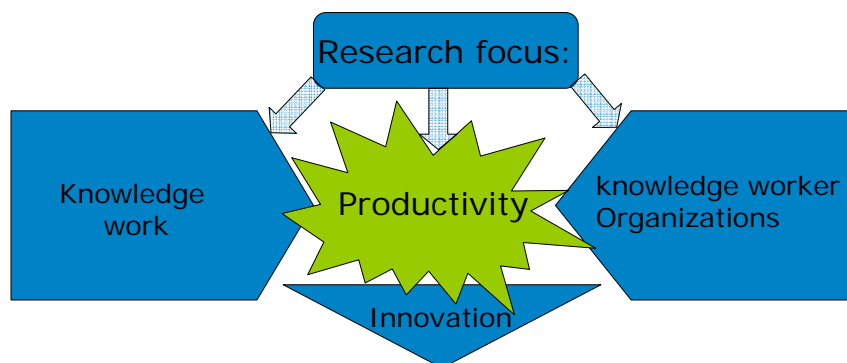 Research focus:
Knowledge
work
Productivity
knowledge worker
Organizations
Innovation